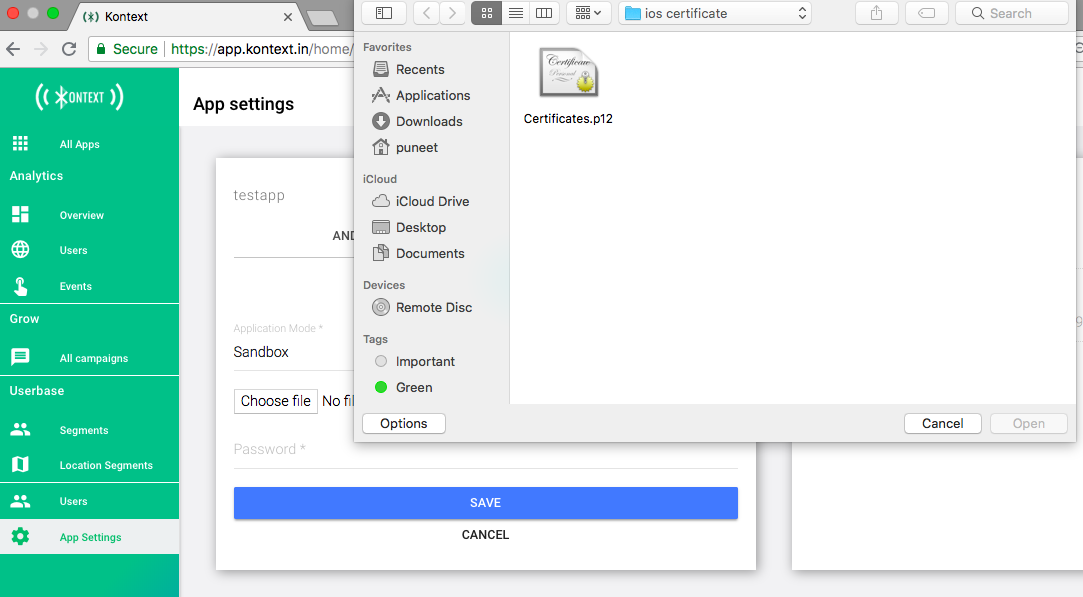 Kontext
Secure
https://app.kontext.in/home/
ONTEXT
All Apps
Analytics
Overview
Users
Events
Grow
All campaigns
Userbase
Segments
Location Segments
Users
App Settings
App settings
testapp
AND
Application Mode *
Sandbox
Choose file No fil
Password *
SAVE
CANCEL
ios certificate
Search
Favorites
Recents
Applications
Downloads
puneet
iCloud
iCloud Drive
Desktop
Documents
Devices
Remote Disc
Tags
Important
Green
Certificate
Personal
Certificates.p12
Options
Cancel
Open